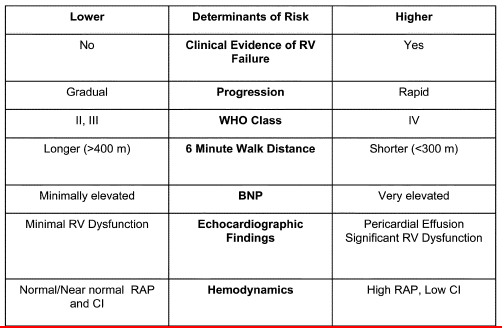 Lower Determinants of Risk Higher
No Clinical Evidence of RV Failure Yes
Gradual Progression Rapid
II, III WHO Class IV
Longer (>400 m) 6 Minute Walk Distance Shorter (<300 m)
Minimally elevated BNP Very elevated
Minimal RV Dysfunction Echocardiographic Findings Pericardial Effusion Significant RV Dysfunction
Normal/Near normal RAP and CI Hemodynamics High RAP, Low CI